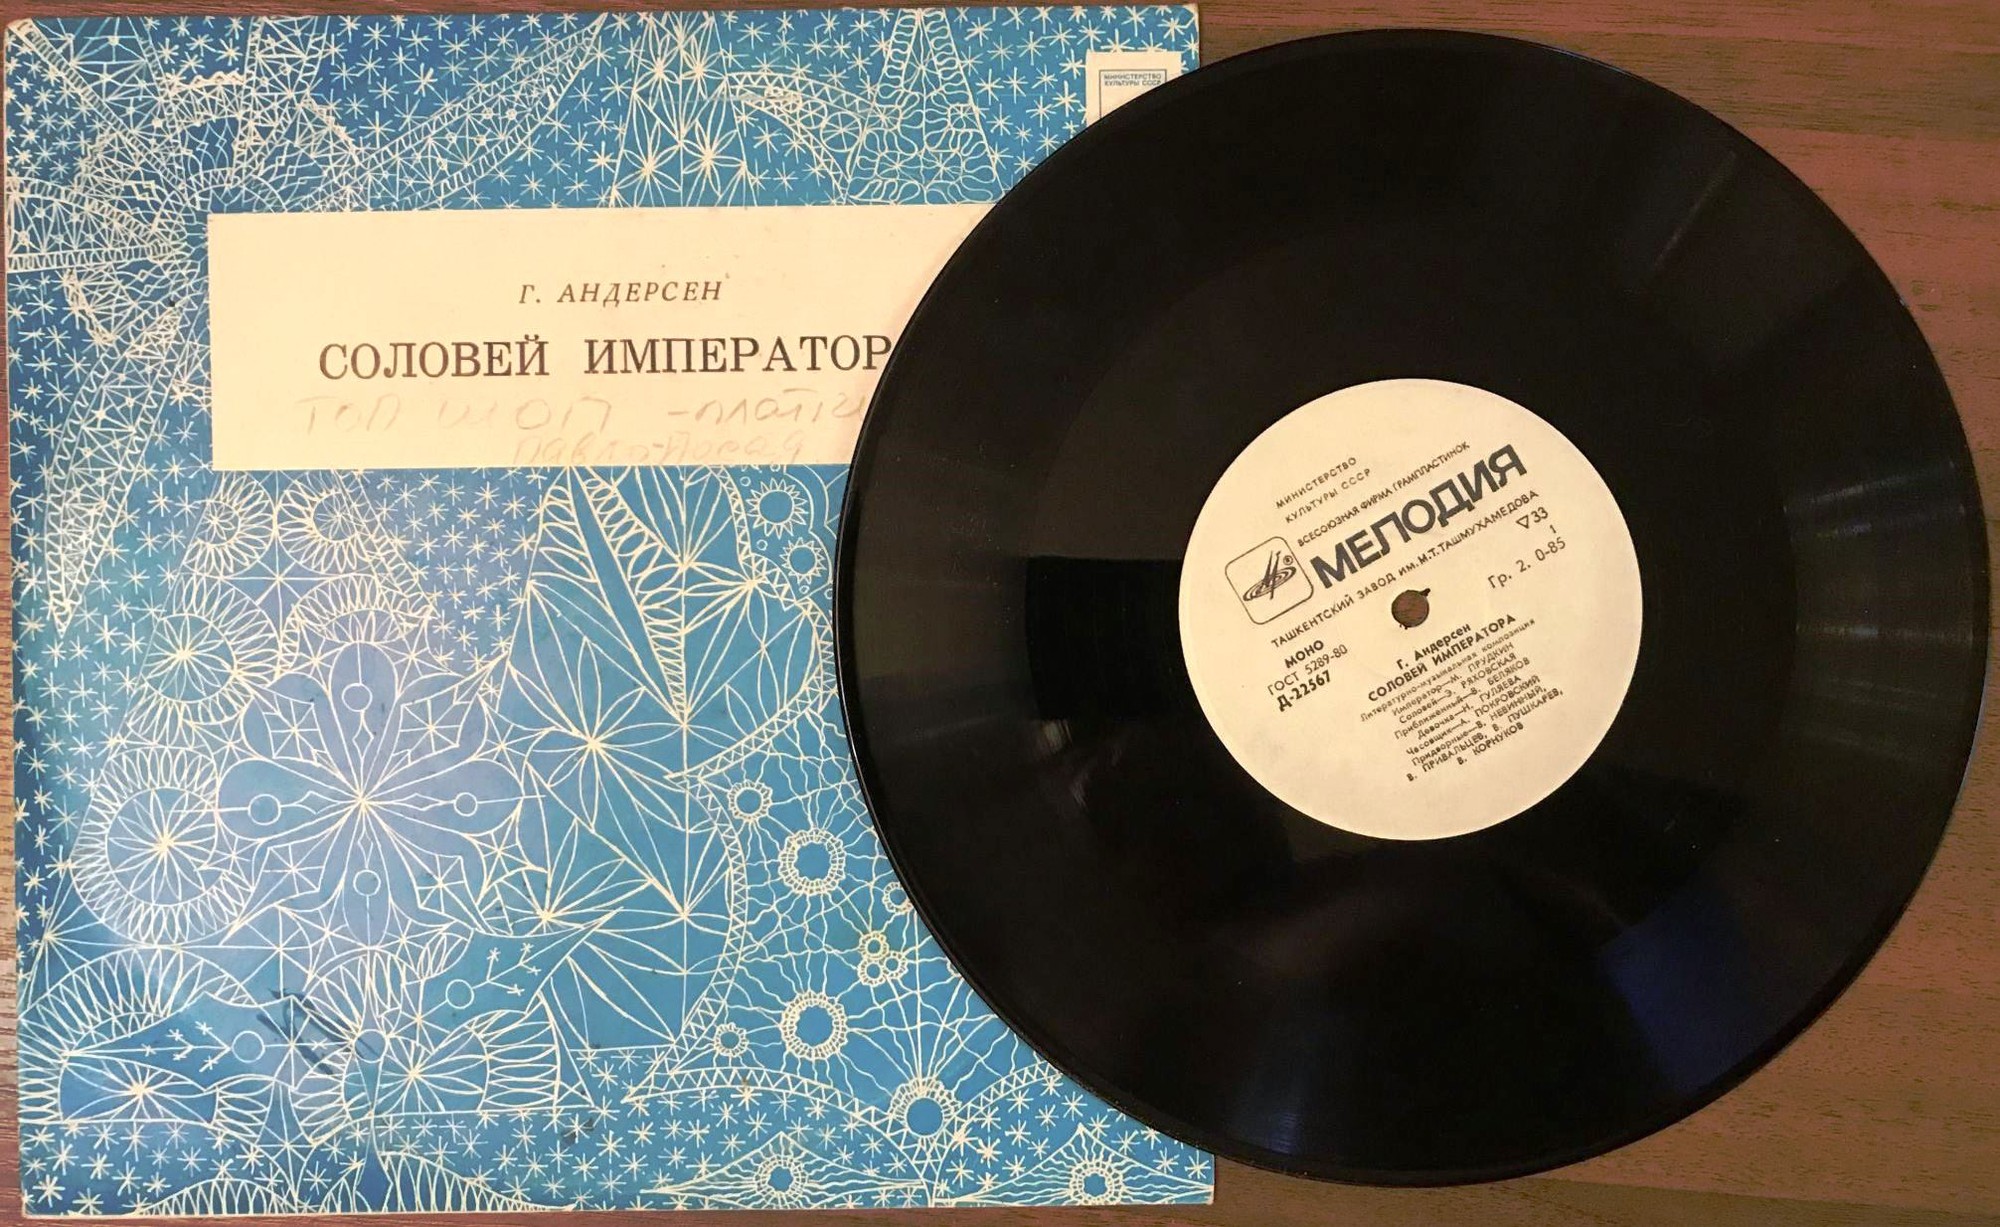 МИНИСТЕРСТВО
КУЛЬТУРЫ СССР
Г. АНДЕРСЕН
СОЛОВЕЙ ИМПЕРАТОР
ТОП ШОП
МИНИСТЕРСТВО
КУЛЬТУРЫ СССР
ВСЕСОЮЗНАЯ ФИРМА ГРАМПЛАСТИНОК
МЕЛОДИЯ
®
ТАШКЕНТСКИЙ ЗАВОД ИМ. М.Т. ТАШМУХАМЕДОВА
▽33
1
Гр. 2. 0-85
МОНО
ГОСТ 5289-80
Д-22567
Г. Андерсен
СОЛОВЕЙ ИМПЕРАТОРА
Литературно-музыкальная композиция
Император—М. ПРУДКИН
Соловей—Э. РЯХОВСКАЯ
Приближенный—В. БЕЛЯКОВ
Девочка—Н. ГУЛЯЕВА
Часовщик—А. ПОКРОВСКИЙ
Придворные—В. НЕВИННЫЙ,
В. ПРИВАЛЬЦЕВ, В. ПУШКАРЕВ,
В. КОРНУКОВ